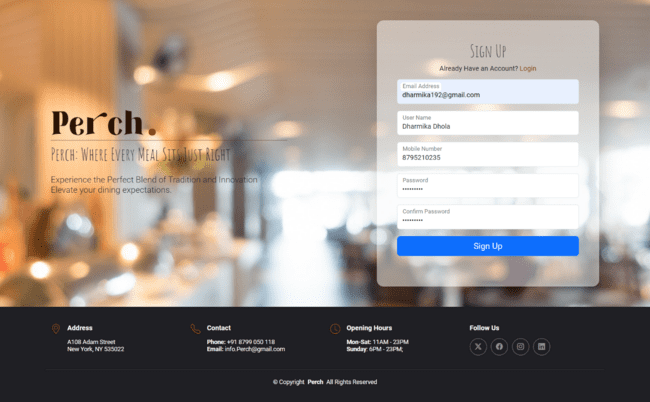 Sign Up
Already Have an Account? Login
Email Address
dharmika192@gmail.com
User Name
Dharmika Dhola
Mobile Number
8795210235
Password
•••••••••
Confirm Password
•••••••••
Sign Up
Perch.
Perch: Where Every Meal Sits Just Right
Experience the Perfect Blend of Tradition and Innovation
Elevate your dining expectations.
Address
A108 Adam Street
New York, NY 535022
Contact
Phone: +91 8799 050 118
Email: info.Perch@gmail.com
Opening Hours
Mon-Sat: 11AM - 23PM
Sunday: 6PM - 23PM;
Follow Us
© Copyright Perch All Rights Reserved